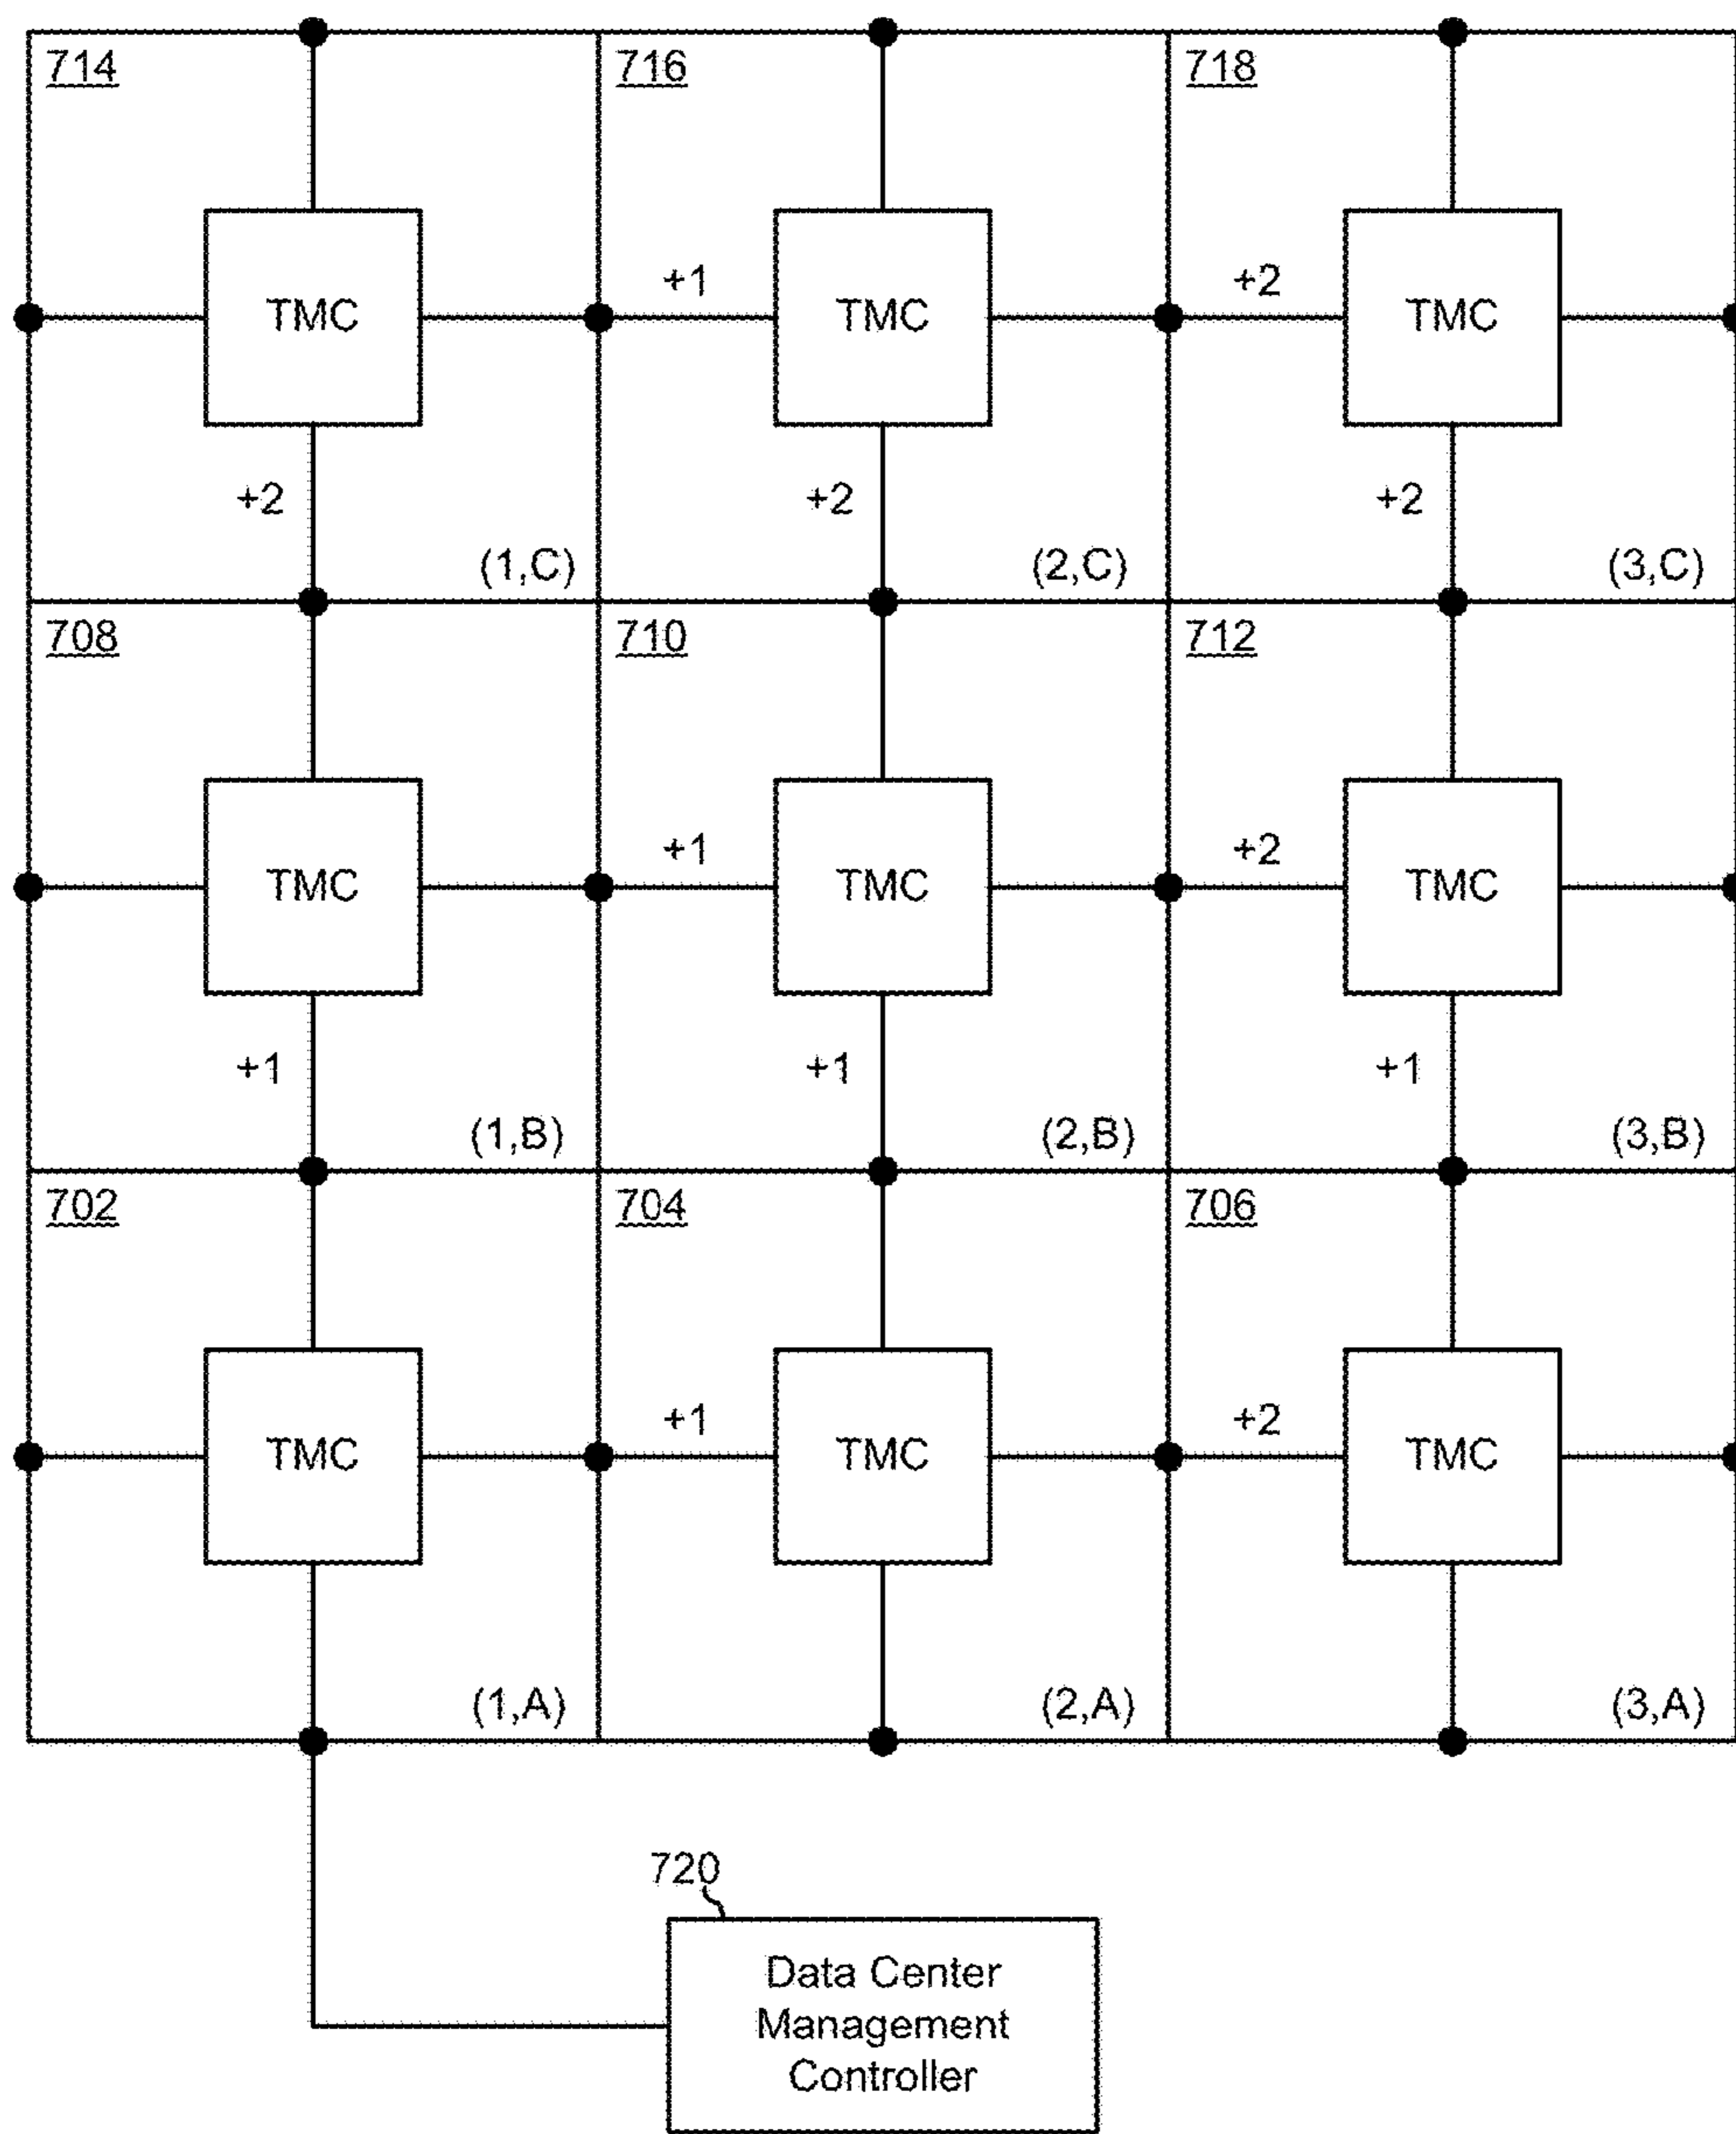 714 716 718
TMC +1 TMC +2 TMC
+2 +2 +2
(1,C) (2,C) (3,C)
708 710 712
TMC +1 TMC +2 TMC
+1 +1 +1
(1,B) (2,B) (3,B)
702 704 706
TMC +1 TMC +2 TMC
(1,A) (2,A) (3,A)
720
Data Center
Management
Controller